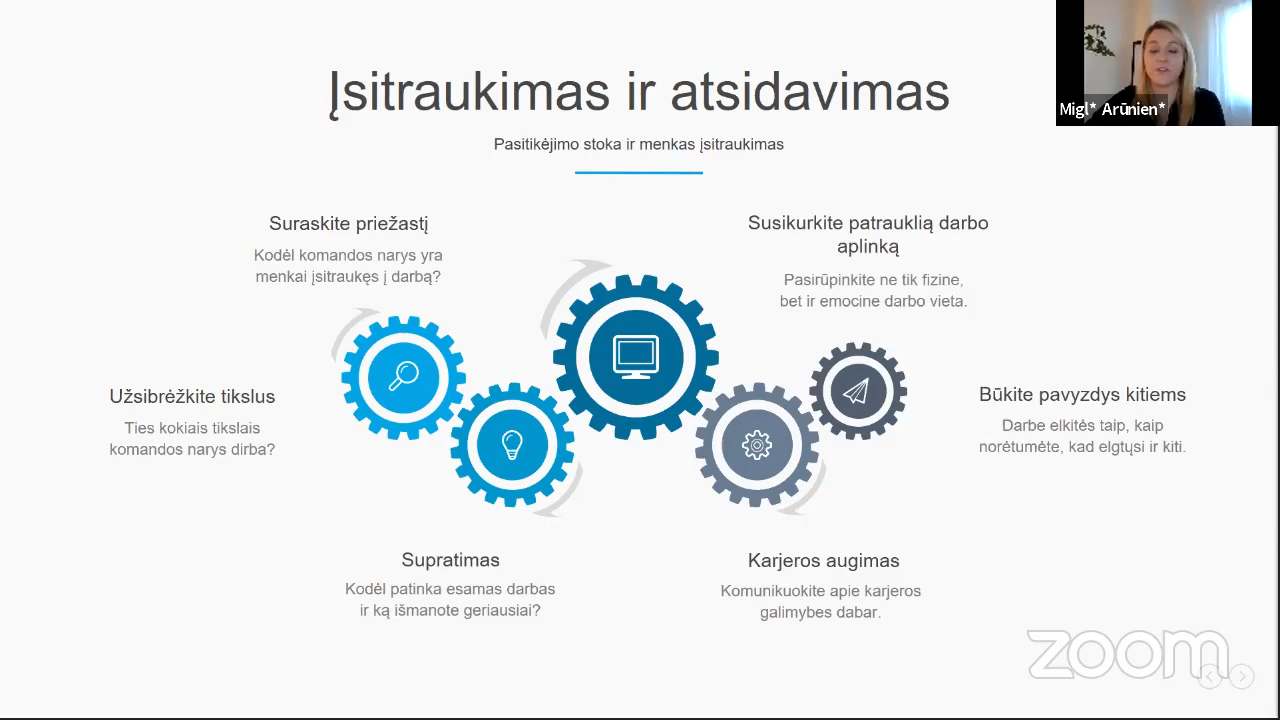 Įsitraukimas ir atsidavimas
Pasitikėjimo stoka ir menkas įsitraukimas
Migl* Arūnien*
Suraskite priežastį
Kodėl komandos narys yra
menkai įsitraukęs į darbą?
Susikurkite patrauklią darbo
aplinką
Pasirūpinkite ne tik fizine,
bet ir emocine darbo vieta.
Užsibrėžkite tikslus
Ties kokiais tikslais
komandos narys dirba?
Būkite pavyzdys kitiems
Darbe elkitės taip, kaip
norėtumėte, kad elgtųsi ir kiti.
Supratimas
Kodėl patinka esamas darbas
ir ką išmanote geriausiai?
Karjeros augimas
Komunikuokite apie karjeros
galimybes dabar.
zoom